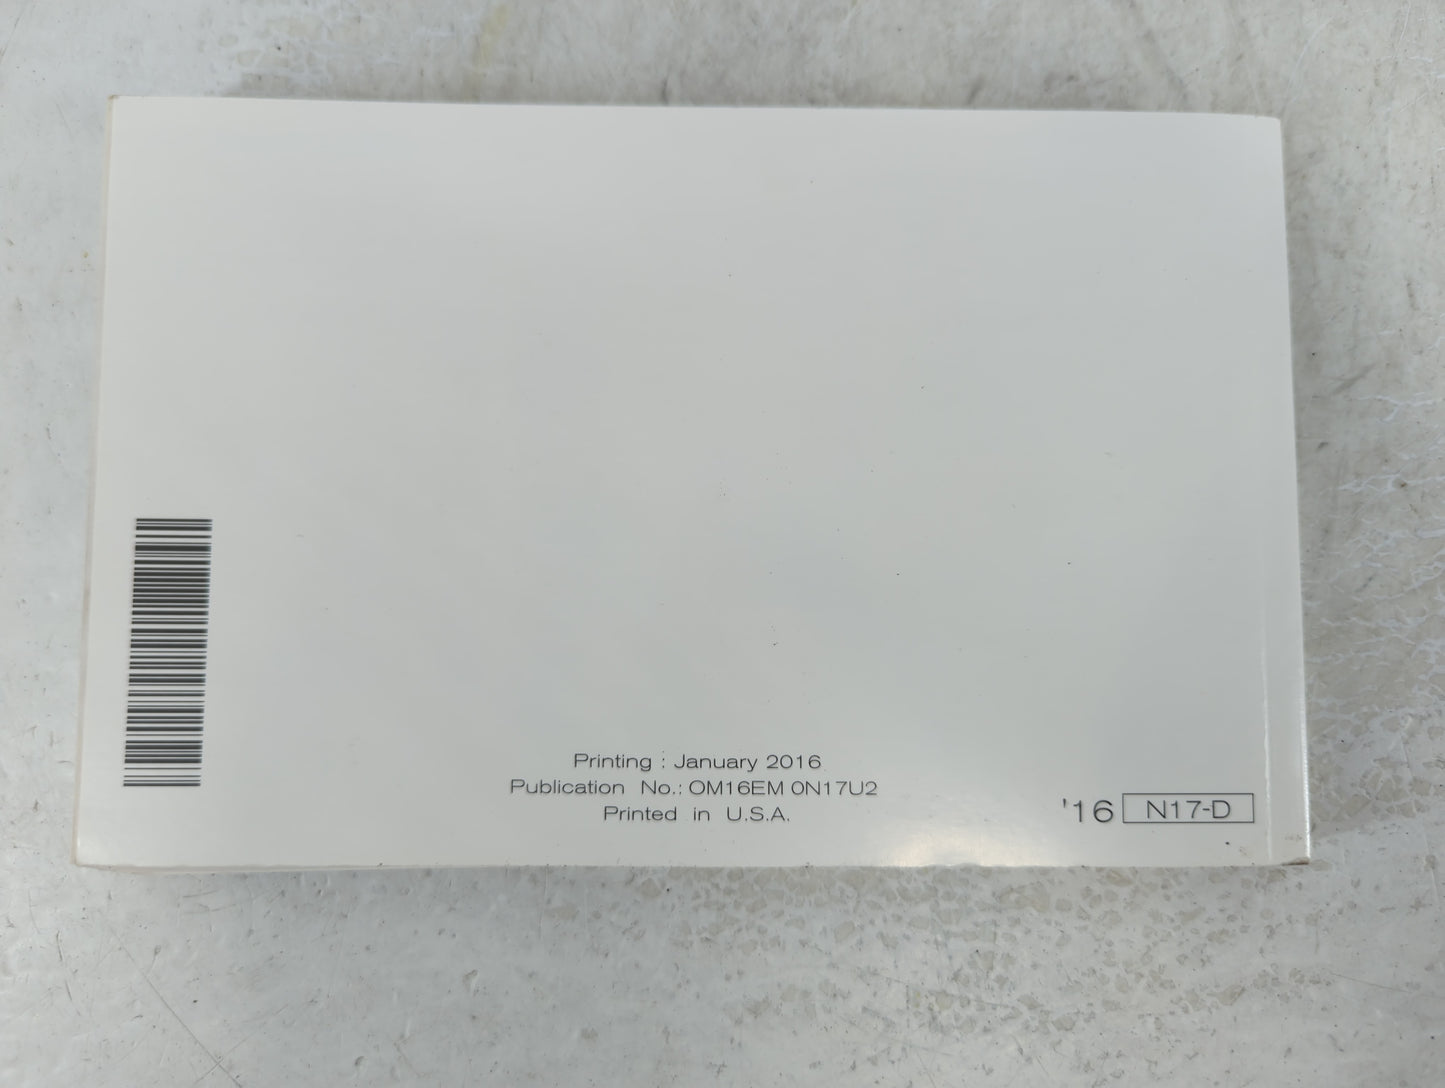 Printing : January 2016
Publication No.: OM16EM 0N17U2
Printed in U.S.A.
'16 N17-D